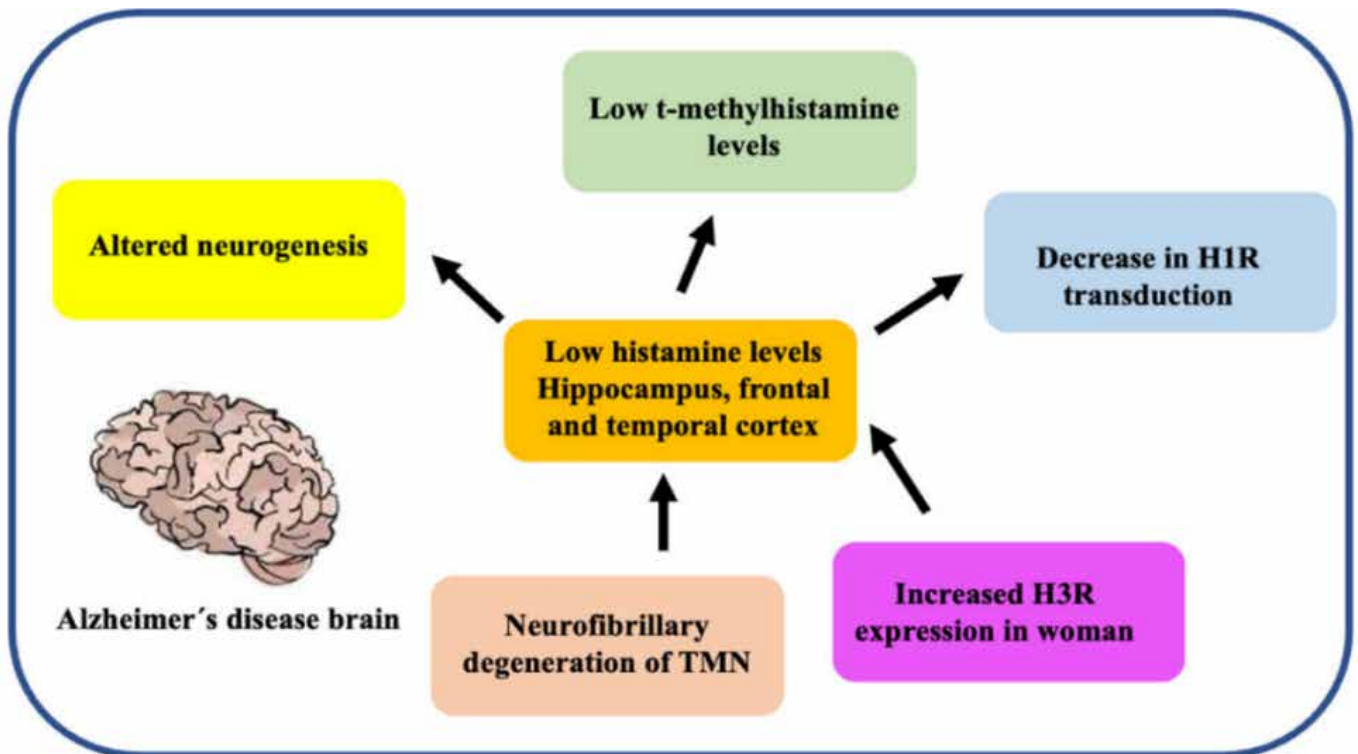 Low t-methylhistamine
levels
Altered neurogenesis
Decrease in H1R
transduction
Low histamine levels
Hippocampus, frontal
and temporal cortex
Alzheimer´s disease brain
Neurofibrillary
degeneration of TMN
Increased H3R
expression in woman